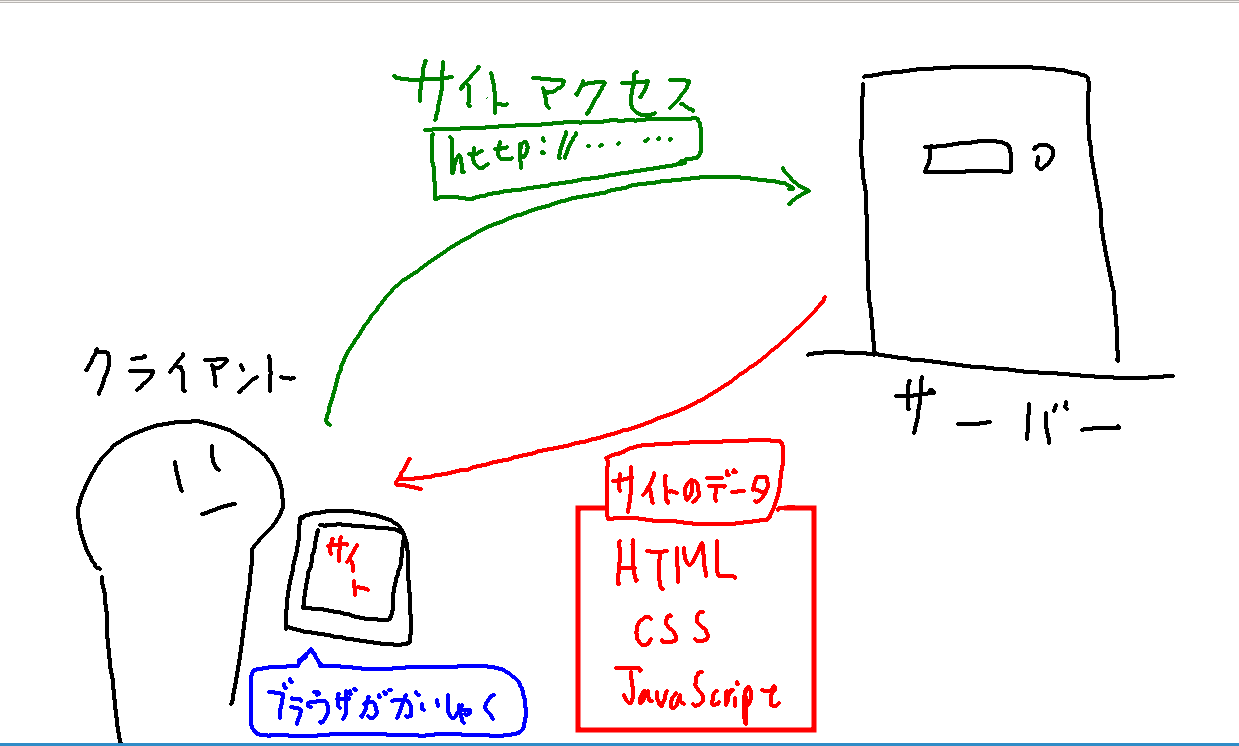 サイトアクセス
http://... ...
クライアント
サーバー
サイトのデータ
HTML
CSS
JavaScript
サイ
ト
ブラウザがかいしゃく